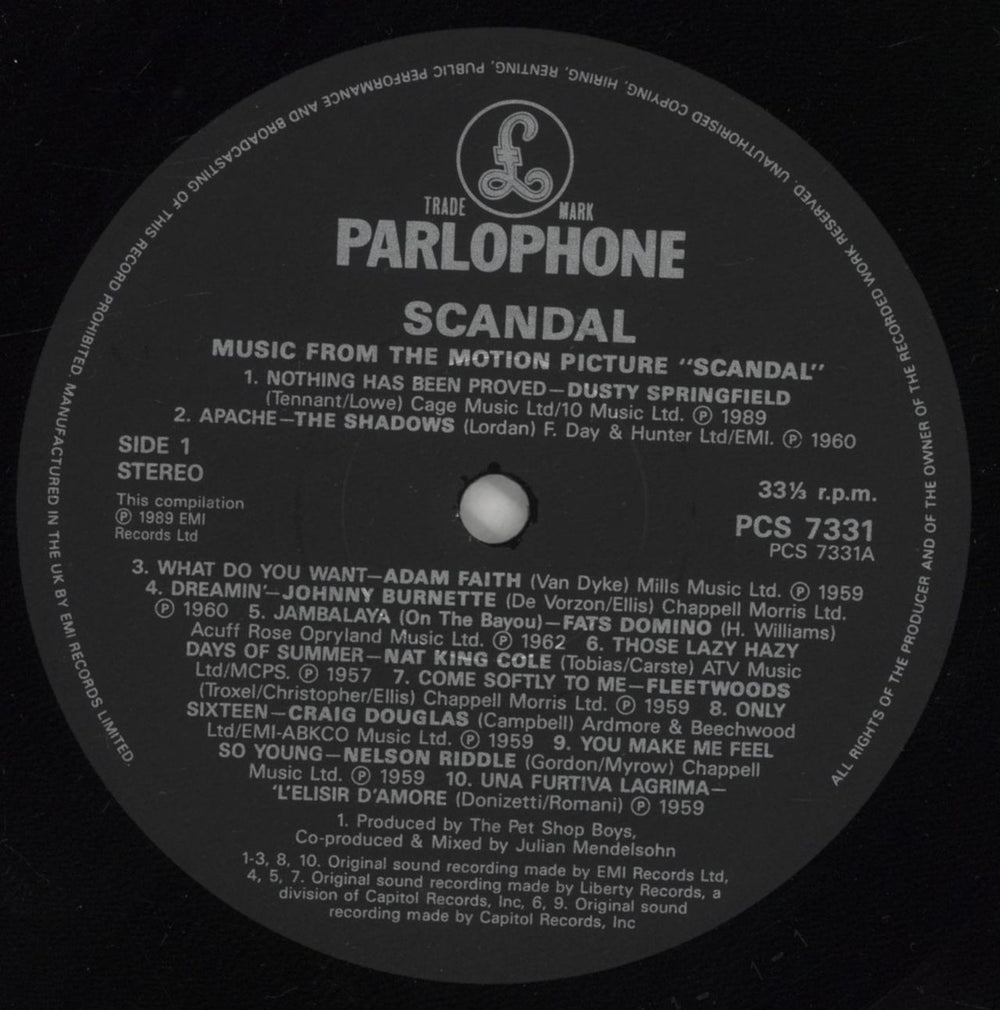 ALL RIGHTS OF THE PRODUCER AND OF THE OWNER OF THE RECORDED WORK RESERVED. UNAUTHORISED COPYING, HIRING, RENTING, PUBLIC PERFORMANCE AND BROADCASTING OF THIS RECORD PROHIBITED. MANUFACTURED IN THE UK BY EMI RECORDS LIMITED.
£
TRADE MARK
PARLOPHONE
SCANDAL
MUSIC FROM THE MOTION PICTURE "SCANDAL"
1. NOTHING HAS BEEN PROVED—DUSTY SPRINGFIELD
(Tennant/Lowe) Cage Music Ltd/10 Music Ltd. ℗ 1989
2. APACHE—THE SHADOWS (Lordan) F. Day & Hunter Ltd/EMI. ℗ 1960
SIDE 1
STEREO
This compilation
℗ 1989 EMI
Records Ltd
33⅓ r.p.m.
PCS 7331
PCS 7331A
3. WHAT DO YOU WANT—ADAM FAITH (Van Dyke) Mills Music Ltd. ℗ 1959
4. DREAMIN'—JOHNNY BURNETTE (De Vorzon/Ellis) Chappell Morris Ltd.
℗ 1960 5. JAMBALAYA (On The Bayou)—FATS DOMINO (H. Williams)
Acuff Rose Opryland Music Ltd. ℗ 1962 6. THOSE LAZY HAZY
DAYS OF SUMMER—NAT KING COLE (Tobias/Carste) ATV Music
Ltd/MCPS. ℗ 1957 7. COME SOFTLY TO ME—FLEETWOODS
(Troxel/Christopher/Ellis) Chappell Morris Ltd. ℗ 1959 8. ONLY
SIXTEEN—CRAIG DOUGLAS (Campbell) Ardmore & Beechwood
Ltd/EMI-ABKCO Music Ltd. ℗ 1959 9. YOU MAKE ME FEEL
SO YOUNG—NELSON RIDDLE (Gordon/Myrow) Chappell
Music Ltd. ℗ 1959 10. UNA FURTIVA LAGRIMA—
'L'ELISIR D'AMORE (Donizetti/Romani) ℗ 1959
1. Produced by The Pet Shop Boys,
Co-produced & Mixed by Julian Mendelsohn
1-3, 8, 10. Original sound recording made by EMI Records Ltd,
4, 5, 7. Original sound recording made by Liberty Records, a
division of Capitol Records, Inc, 6, 9. Original sound
recording made by Capitol Records, Inc